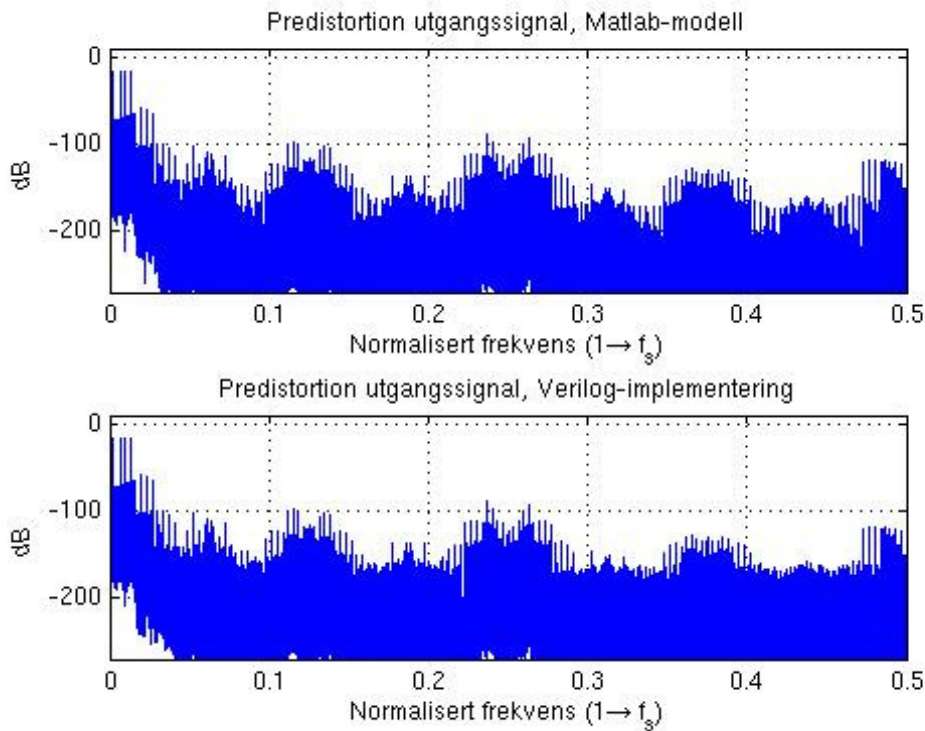 Predistortion utgangssignal, Matlab-modell
0
-100
-200
dB
0 0.1 0.2 0.3 0.4 0.5
Normalisert frekvens (1→ f_s)
Predistortion utgangssignal, Verilog-implementering
0
-100
-200
dB
0 0.1 0.2 0.3 0.4 0.5
Normalisert frekvens (1→ f_s)